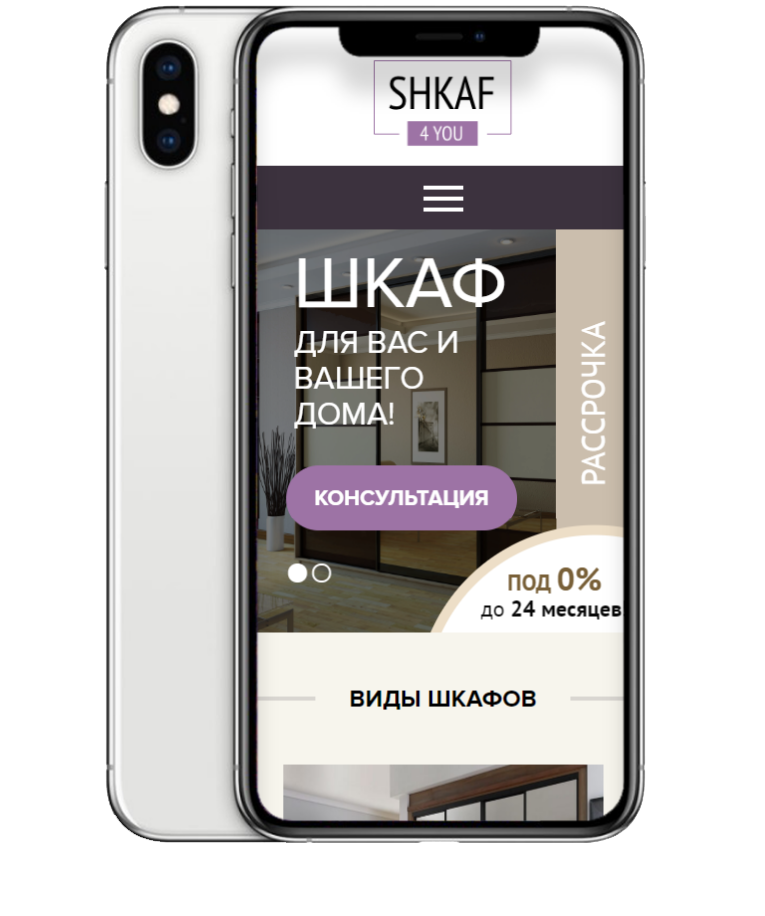 SHKAF
4 YOU
ШКАФ
ДЛЯ ВАС И
ВАШЕГО
ДОМА!
КОНСУЛЬТАЦИЯ
РАССРОЧКА
под 0%
до 24 месяцев
ВИДЫ ШКАФОВ